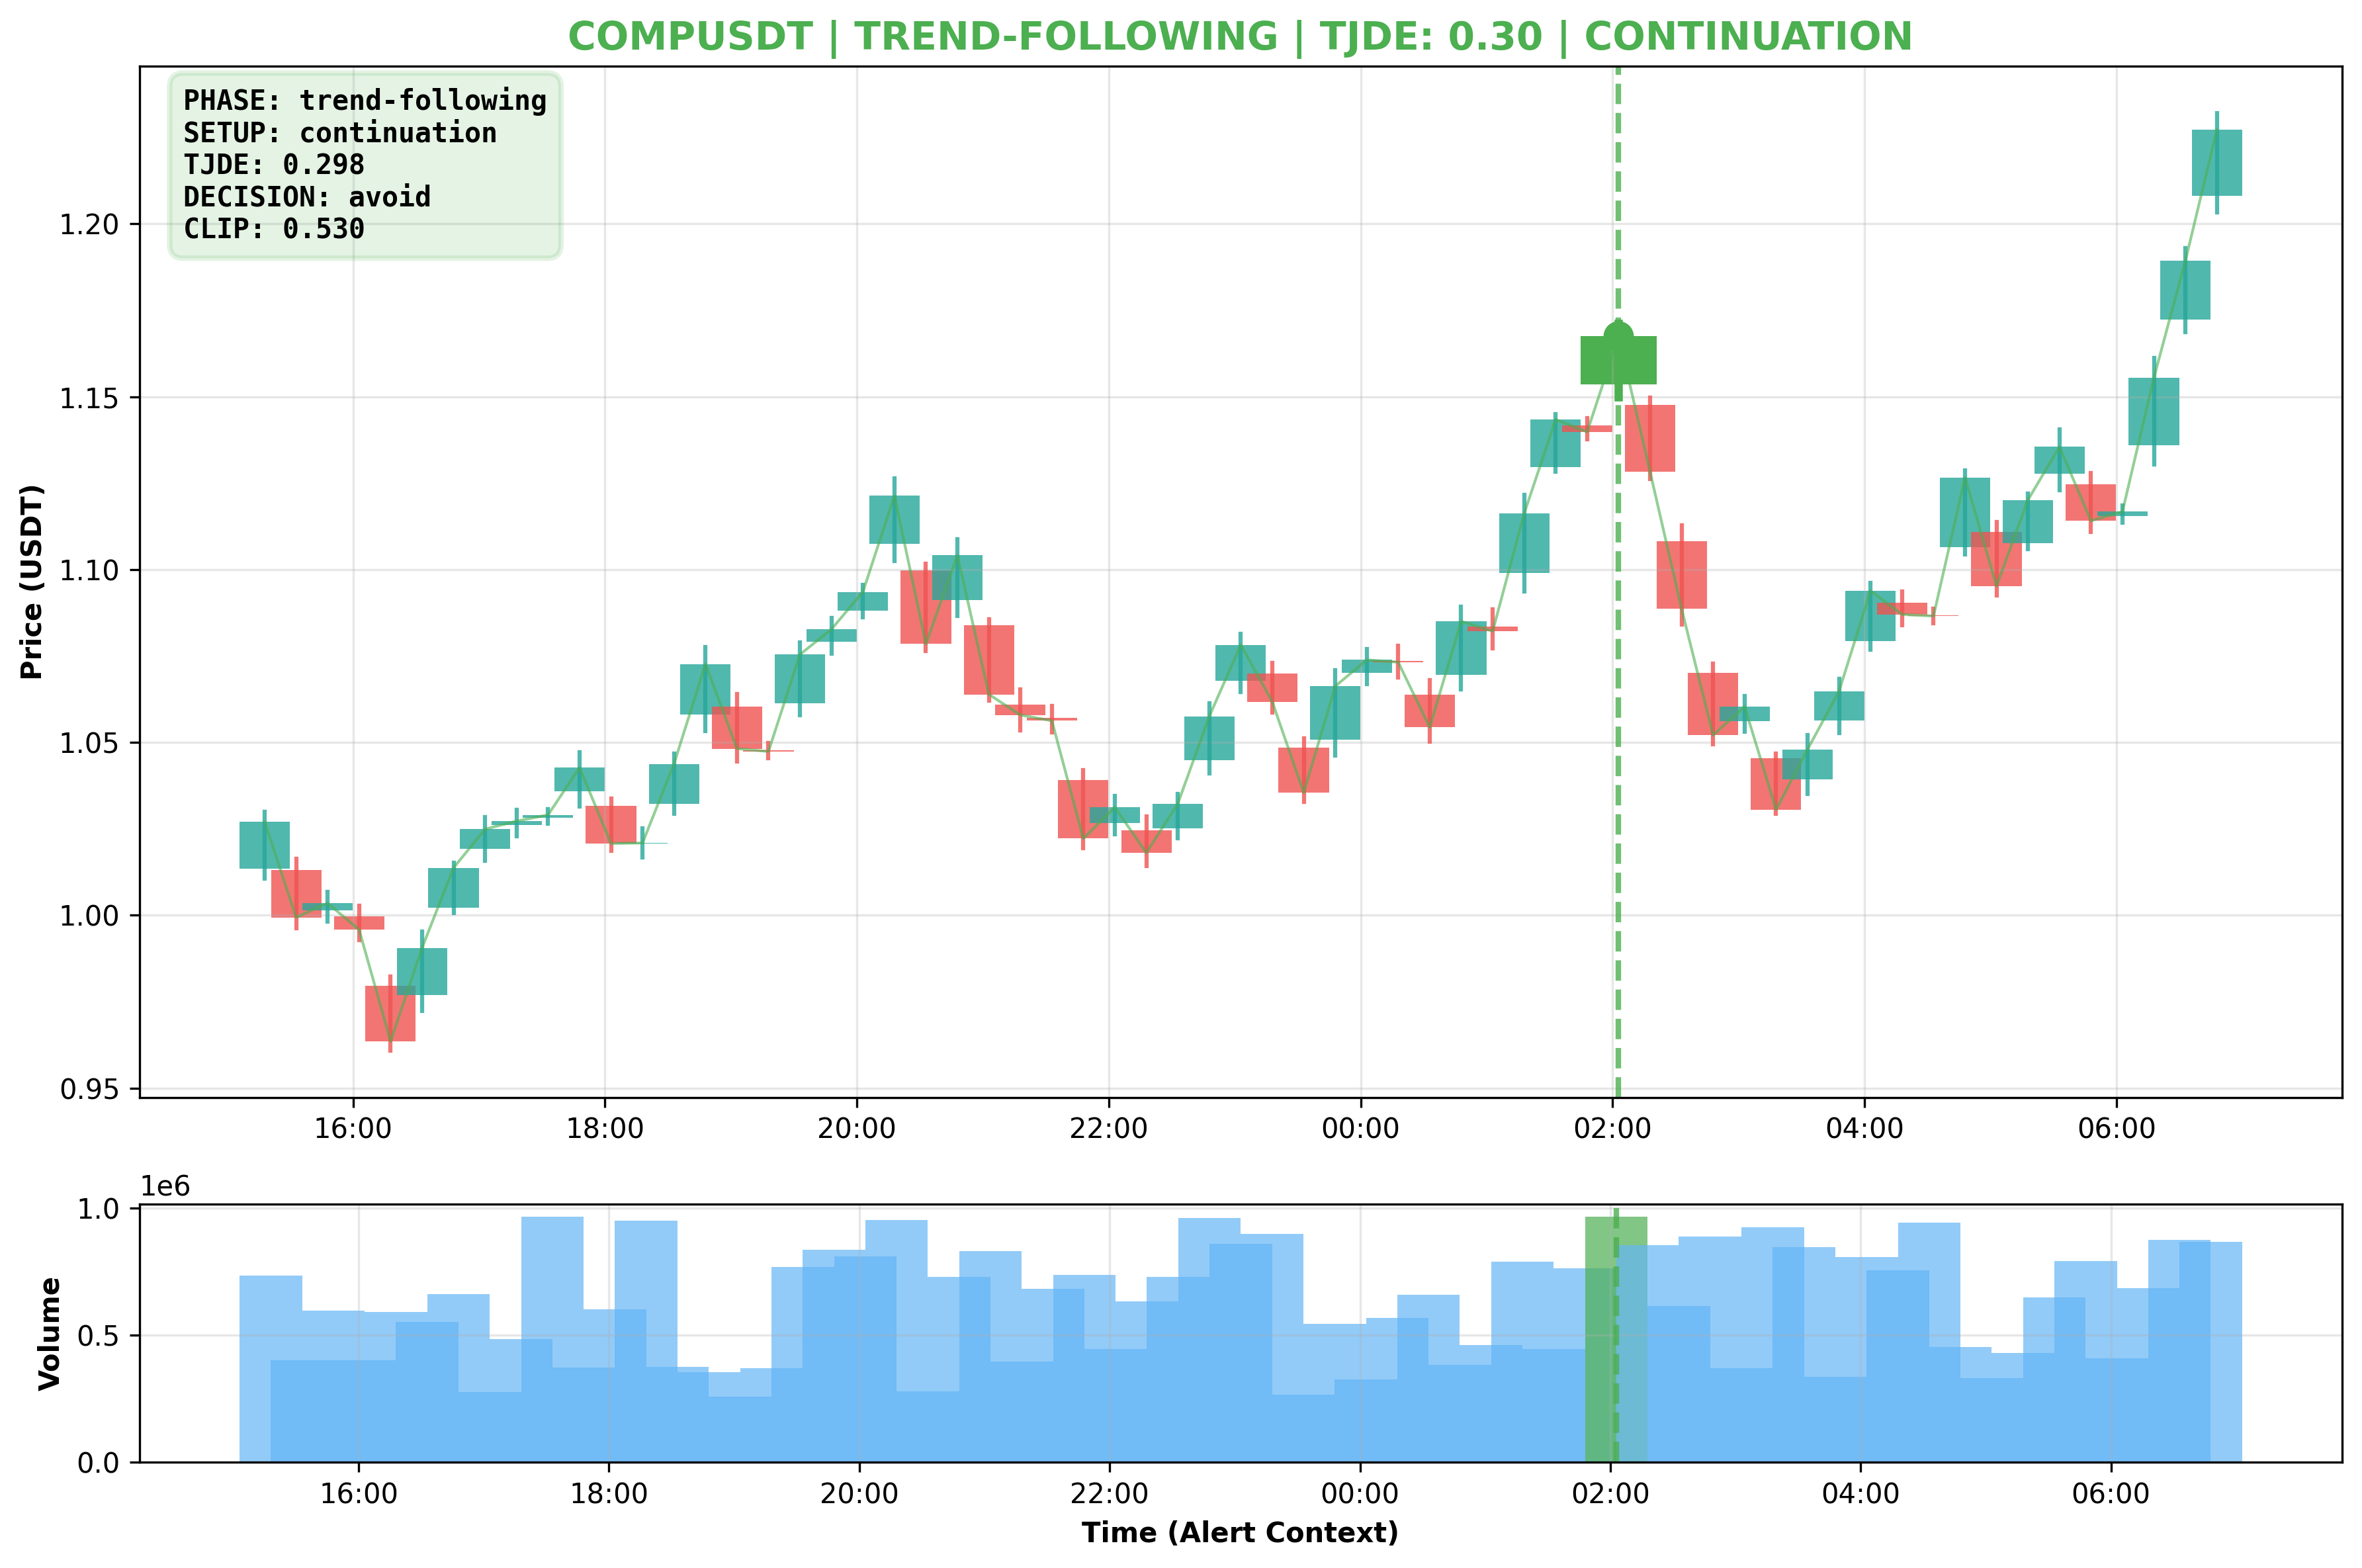 COMPUSDT | TREND-FOLLOWING | TJDE: 0.30 | CONTINUATION
PHASE: trend-following
SETUP: continuation
TJDE: 0.298
DECISION: avoid
CLIP: 0.530
Price (USDT)
1.20
1.15
1.10
1.05
1.00
0.95
16:00 18:00 20:00 22:00 00:00 02:00 04:00 06:00
1e6
Volume
1.0
0.5
0.0
16:00 18:00 20:00 22:00 00:00 02:00 04:00 06:00
Time (Alert Context)